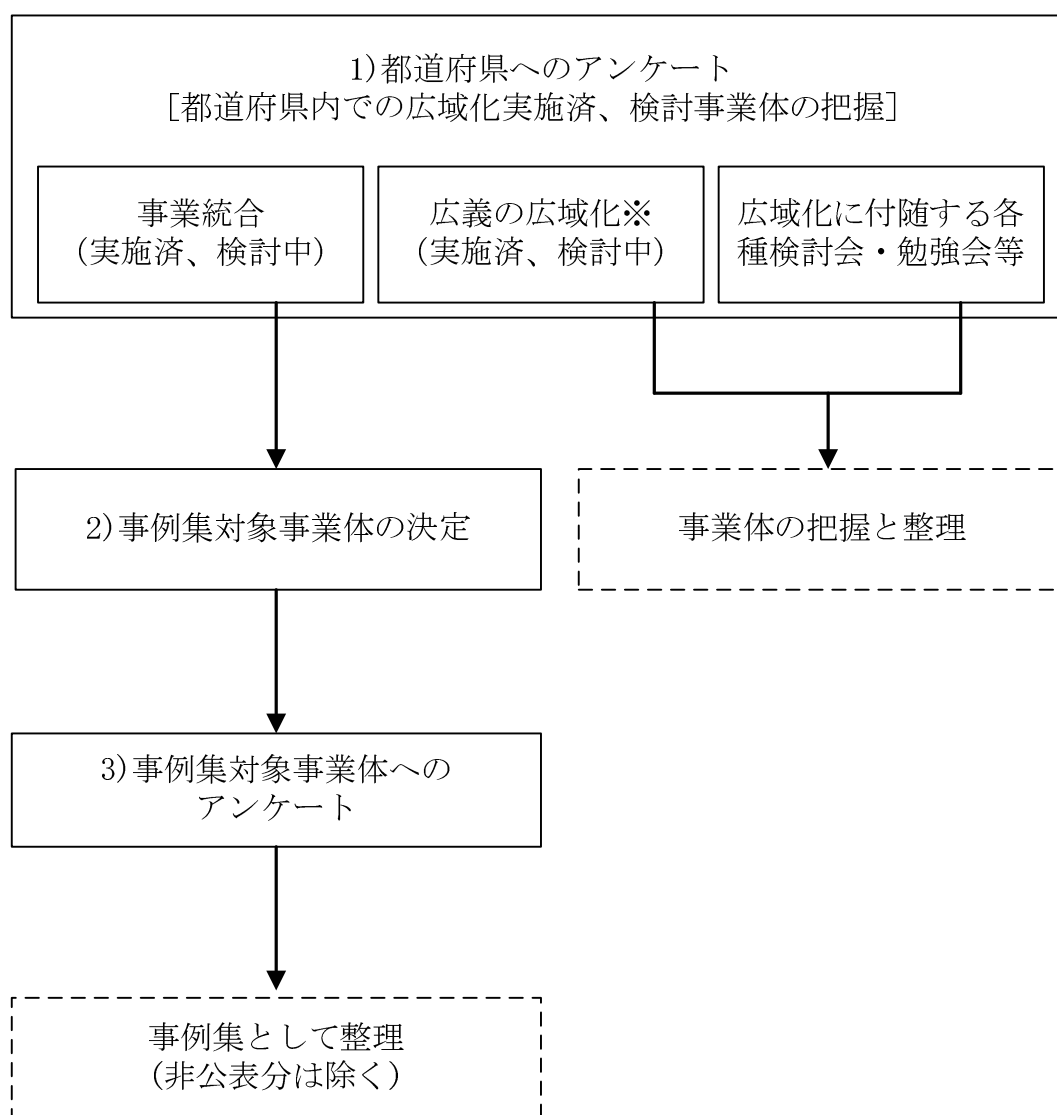 1)都道府県へのアンケート
[都道府県内での広域化実施済、検討事業体の把握]
事業統合
(実施済、検討中)
広義の広域化※
(実施済、検討中)
広域化に付随する各
種検討会・勉強会等
2)事例集対象事業体の決定
事業体の把握と整理
3)事例集対象事業体への
アンケート
事例集として整理
(非公表分は除く)